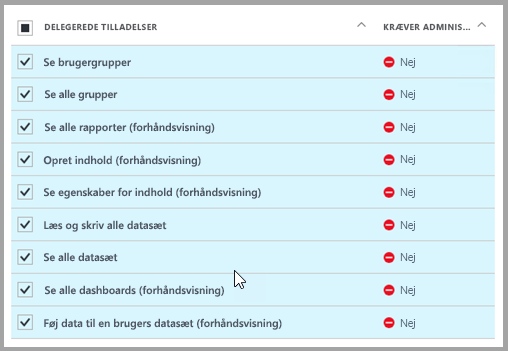 DELEGEREDE TILLADELSER KRÆVER ADMINIS...
Se brugergrupper Nej
Se alle grupper Nej
Se alle rapporter (forhåndsvisning) Nej
Opret indhold (forhåndsvisning) Nej
Se egenskaber for indhold (forhåndsvisning) Nej
Læs og skriv alle datasæt Nej
Se alle datasæt Nej
Se alle dashboards (forhåndsvisning) Nej
Føj data til en brugers datasæt (forhåndsvisning) Nej